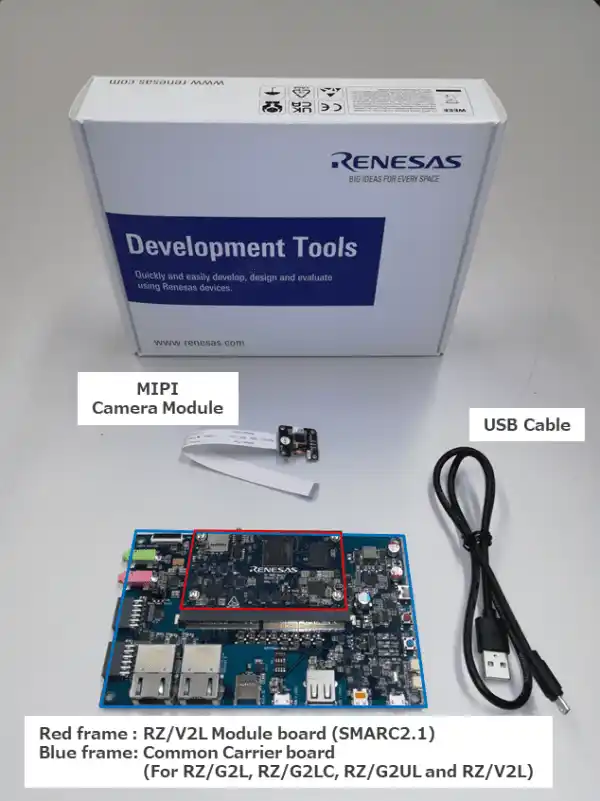 www.renesas.com
WEEE
RENESAS
BIG IDEAS FOR EVERY SPACE
Development Tools
Quickly and easily develop, design and evaluate
using Renesas devices.
www.renesas.com
MIPI
Camera Module
USB Cable
RENESAS
Red frame : RZ/V2L Module board (SMARC2.1)
Blue frame: Common Carrier board
(For RZ/G2L, RZ/G2LC, RZ/G2UL and RZ/V2L)